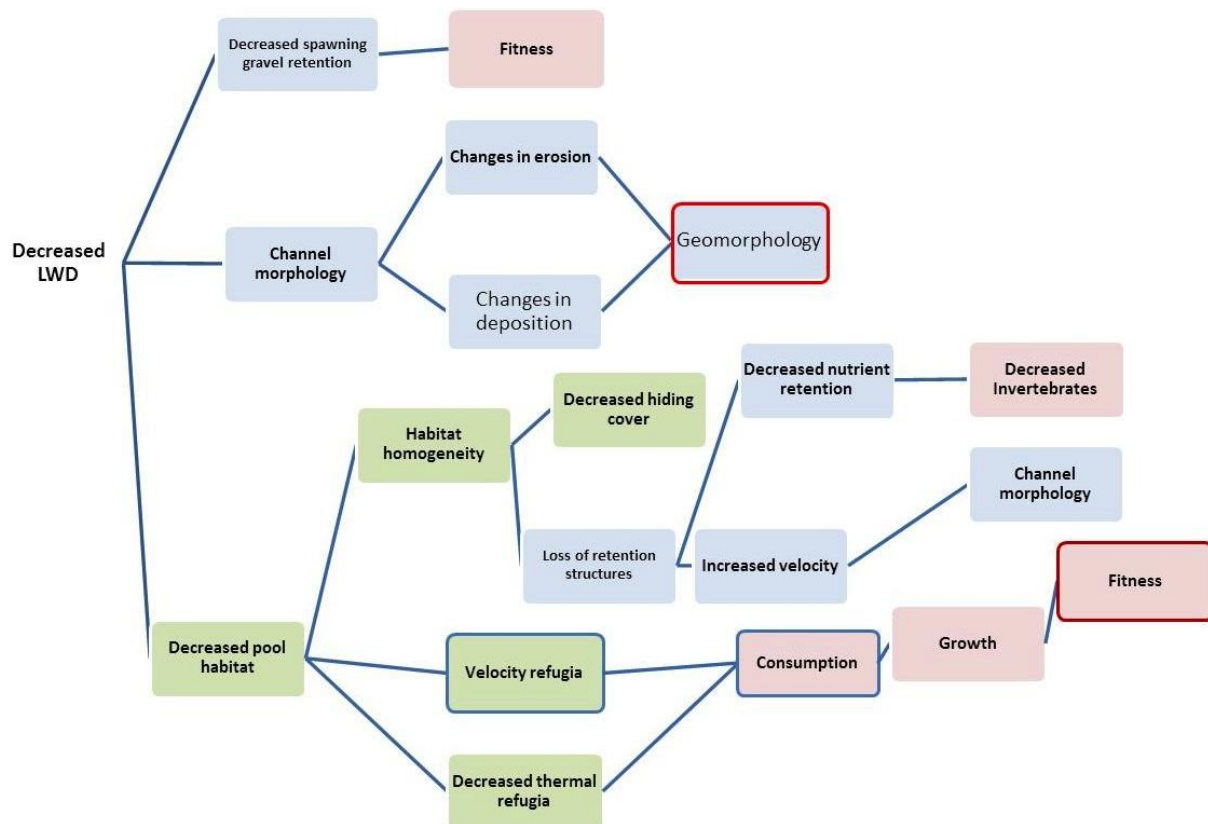 Decreased spawning
gravel retention
Fitness
Changes in erosion
Decreased
LWD
Channel
morphology
Geomorphology
Changes in
deposition
Decreased nutrient
retention
Decreased
Invertebrates
Decreased hiding
cover
Habitat
homogeneity
Channel
morphology
Loss of retention
structures
Increased velocity
Fitness
Decreased pool
habitat
Velocity refugia
Consumption
Growth
Decreased thermal
refugia